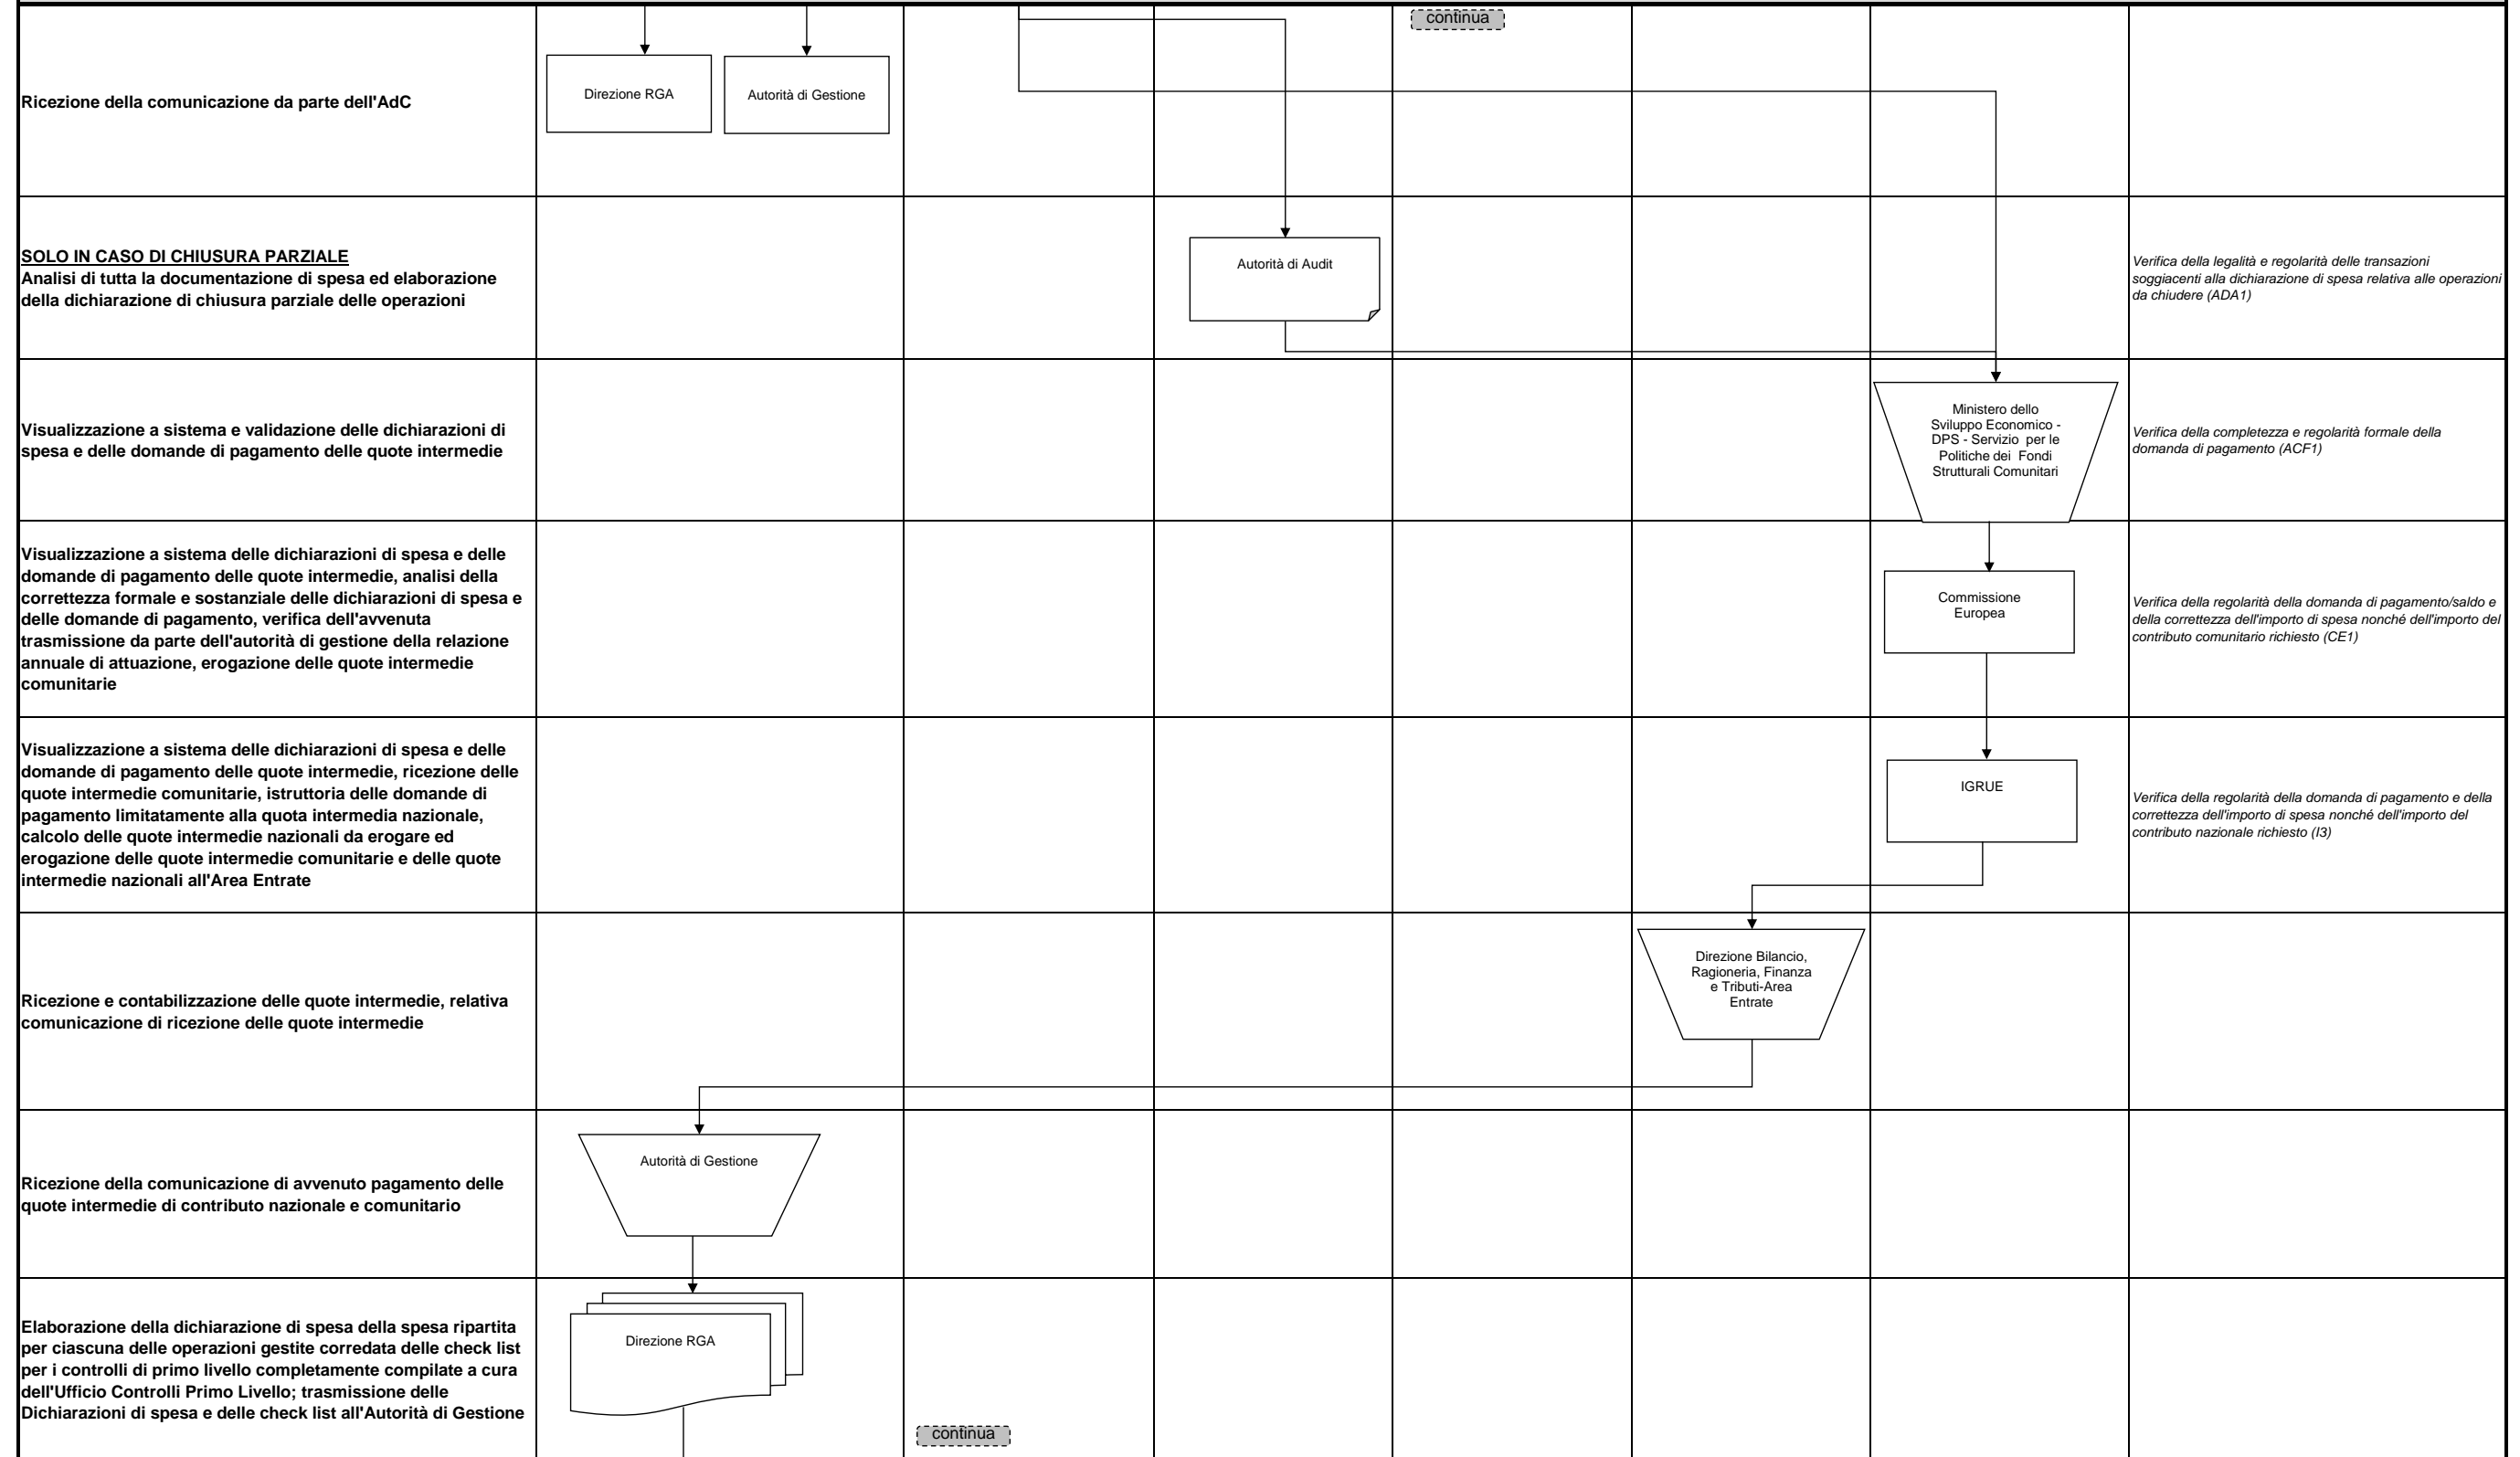 continua
Ricezione della comunicazione da parte dell'AdC
Direzione RGA
Autorità di Gestione
SOLO IN CASO DI CHIUSURA PARZIALE
Analisi di tutta la documentazione di spesa ed elaborazione
della dichiarazione di chiusura parziale delle operazioni
Autorità di Audit
Verifica della legalità e regolarità delle transazioni
soggiacenti alla dichiarazione di spesa relativa alle operazioni
da chiudere (ADA1)
Visualizzazione a sistema e validazione delle dichiarazioni di
spesa e delle domande di pagamento delle quote intermedie
Ministero dello
Sviluppo Economico -
DPS - Servizio per le
Politiche dei Fondi
Strutturali Comunitari
Verifica della completezza e regolarità formale della
domanda di pagamento (ACF1)
Visualizzazione a sistema delle dichiarazioni di spesa e delle
domande di pagamento delle quote intermedie, analisi della
correttezza formale e sostanziale delle dichiarazioni di spesa e
delle domande di pagamento, verifica dell'avvenuta
trasmissione da parte dell'autorità di gestione della relazione
annuale di attuazione, erogazione delle quote intermedie
comunitarie
Commissione
Europea
Verifica della regolarità della domanda di pagamento/saldo e
della correttezza dell'importo di spesa nonché dell'importo del
contributo comunitario richiesto (CE1)
Visualizzazione a sistema delle dichiarazioni di spesa e delle
domande di pagamento delle quote intermedie, ricezione delle
quote intermedie comunitarie, istruttoria delle domande di
pagamento limitatamente alla quota intermedia nazionale,
calcolo delle quote intermedie nazionali da erogare ed
erogazione delle quote intermedie comunitarie e delle quote
intermedie nazionali all'Area Entrate
IGRUE
Verifica della regolarità della domanda di pagamento e della
correttezza dell'importo di spesa nonché dell'importo del
contributo nazionale richiesto (I3)
Ricezione e contabilizzazione delle quote intermedie, relativa
comunicazione di ricezione delle quote intermedie
Direzione Bilancio,
Ragioneria, Finanza
e Tributi-Area
Entrate
Ricezione della comunicazione di avvenuto pagamento delle
quote intermedie di contributo nazionale e comunitario
Autorità di Gestione
Elaborazione della dichiarazione di spesa della spesa ripartita
per ciascuna delle operazioni gestite corredata delle check list
per i controlli di primo livello completamente compilate a cura
dell'Ufficio Controlli Primo Livello; trasmissione delle
Dichiarazioni di spesa e delle check list all'Autorità di Gestione
Direzione RGA
continua